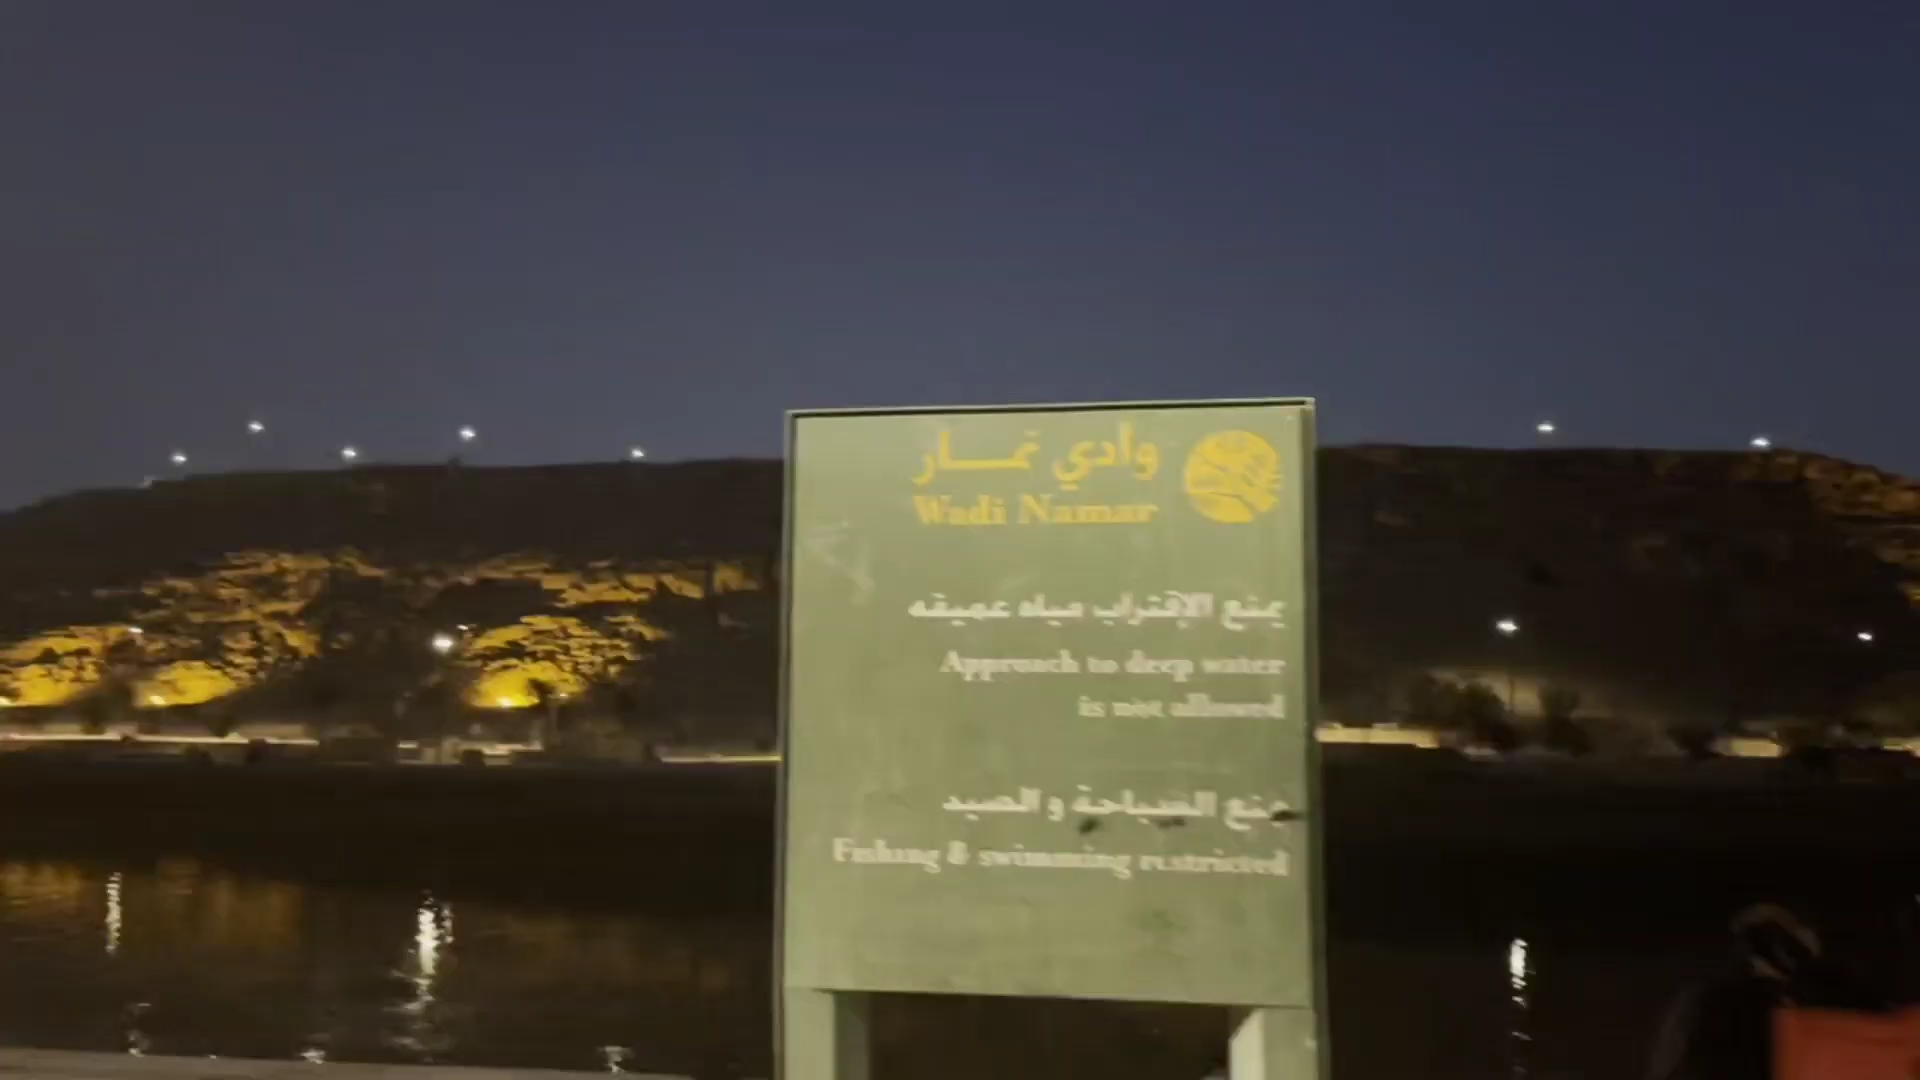 وادي نمـــار
Wadi Namar
يمنع الإقتراب مياه عميقه
Approach to deep water
is not allowed
يمنع السباحة و الصيد
Fishing & swimming restricted